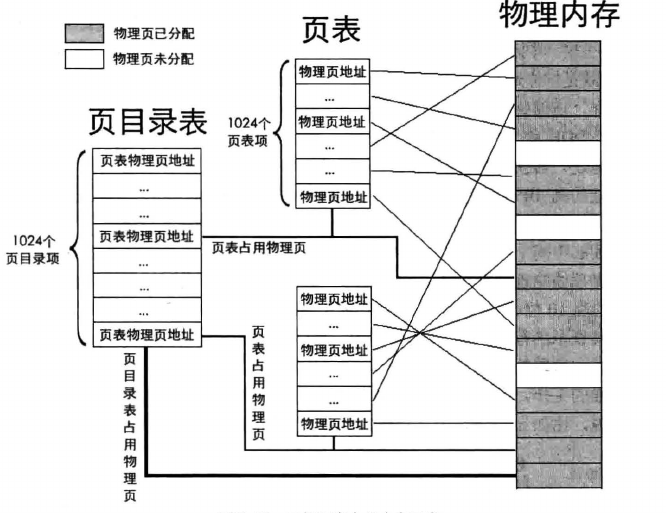 物理内存
物理页已分配
物理页未分配
页表
1024个
页表项
物理页地址
...
物理页地址
...
...
物理页地址
页目录表
1024个
页目录项
页表物理页地址
...
...
页表物理页地址
...
...
...
页表物理页地址
页表占用物理页
物理页地址
...
物理页地址
...
...
物理页地址
页表占用物理页
页目录表占用物理页